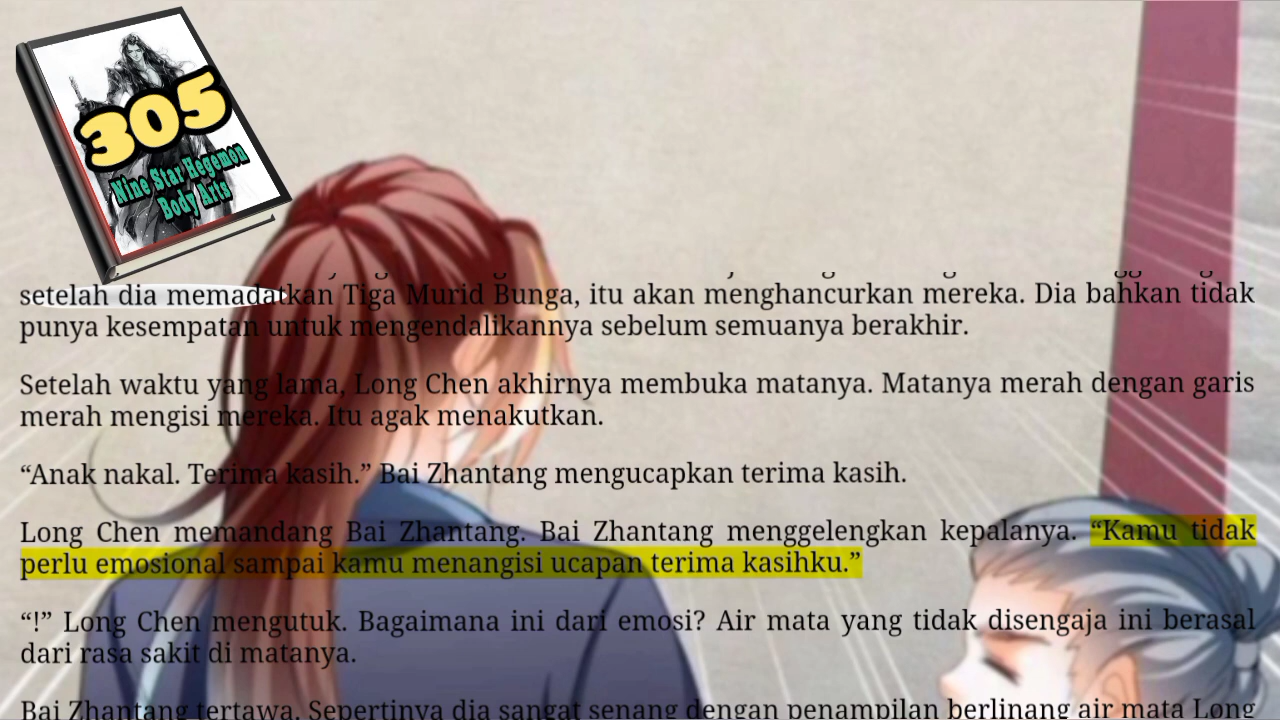 305
Nine Star Hegemon
Body Arts
setelah dia memadatkan Tiga Murid Bunga, itu akan menghancurkan mereka. Dia bahkan tidak
punya kesempatan untuk mengendalikannya sebelum semuanya berakhir.
Setelah waktu yang lama, Long Chen akhirnya membuka matanya. Matanya merah dengan garis
merah mengisi mereka. Itu agak menakutkan.
“Anak nakal. Terima kasih.” Bai Zhantang mengucapkan terima kasih.
Long Chen memandang Bai Zhantang. Bai Zhantang menggelengkan kepalanya. “Kamu tidak
perlu emosional sampai kamu menangisi ucapan terima kasihku.”
“!” Long Chen mengutuk. Bagaimana ini dari emosi? Air mata yang tidak disengaja ini berasal
dari rasa sakit di matanya.
Bai Zhantang tertawa. Sepertinya dia sangat senang dengan penampilan berlinang air mata Long